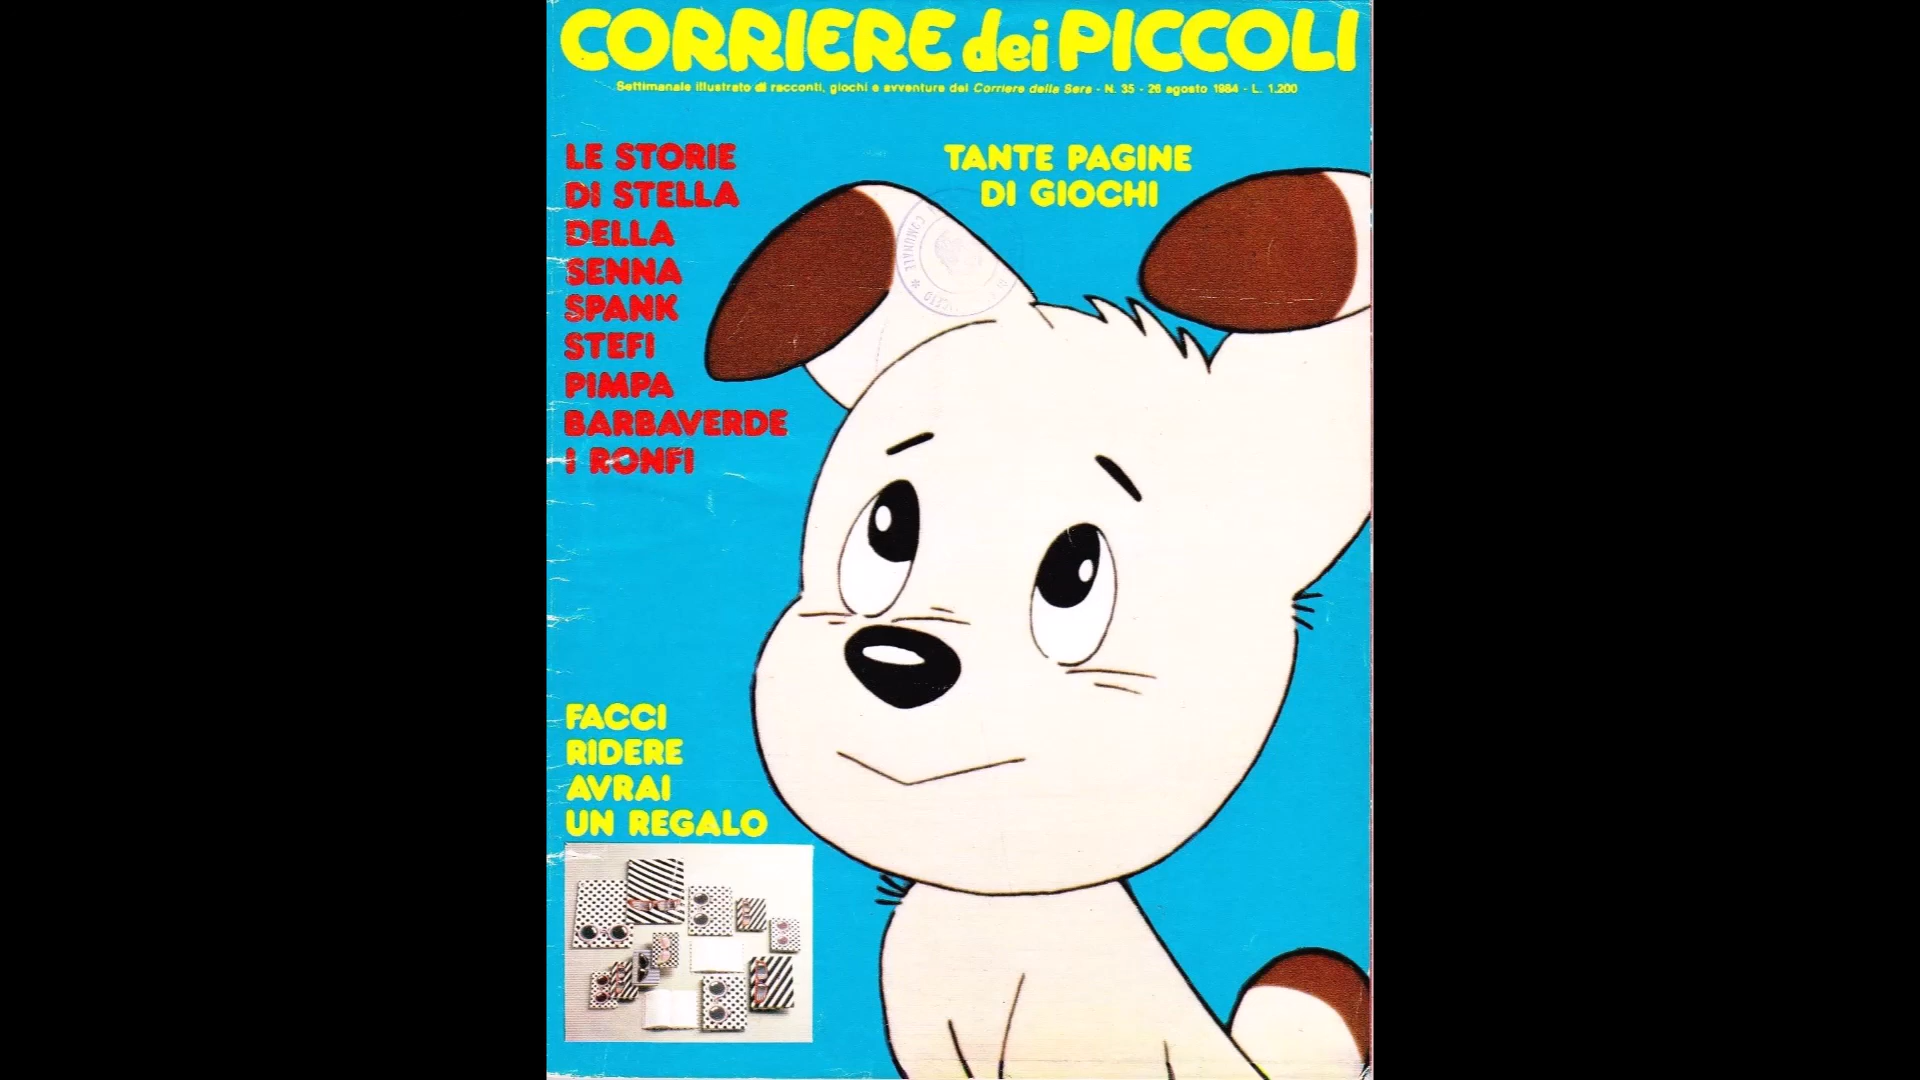 CORRIERE dei PICCOLI
Settimanale illustrato di racconti, giochi e avventure del Corriere della Sera - N. 35 - 26 agosto 1984 - L. 1.200
LE STORIE
DI STELLA
DELLA
SENNA
SPANK
STEFI
PIMPA
BARBAVERDE
I RONFI
TANTE PAGINE
DI GIOCHI
COMUNALE
FACCI
RIDERE
AVRAI
UN REGALO